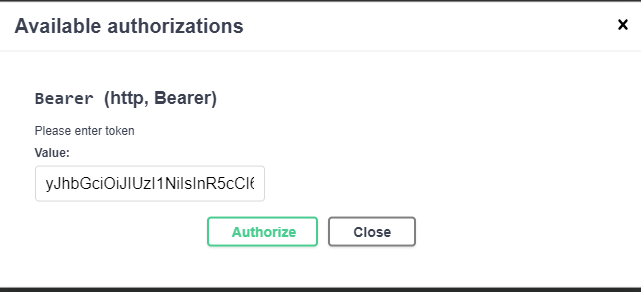 Available authorizations
×
Bearer (http, Bearer)
Please enter token
Value:
yJhbGciOiJIUzI1NiIsInR5cCI6
Authorize
Close